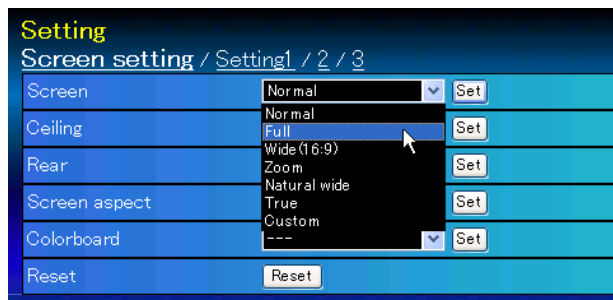 Setting
Screen setting / Setting1 / 2 / 3
Screen Normal Set
Normal
Ceiling Full Set
Wide(16:9)
Rear Zoom Set
Natural wide
Screen aspect True Set
Custom
Colorboard --- Set
Reset Reset